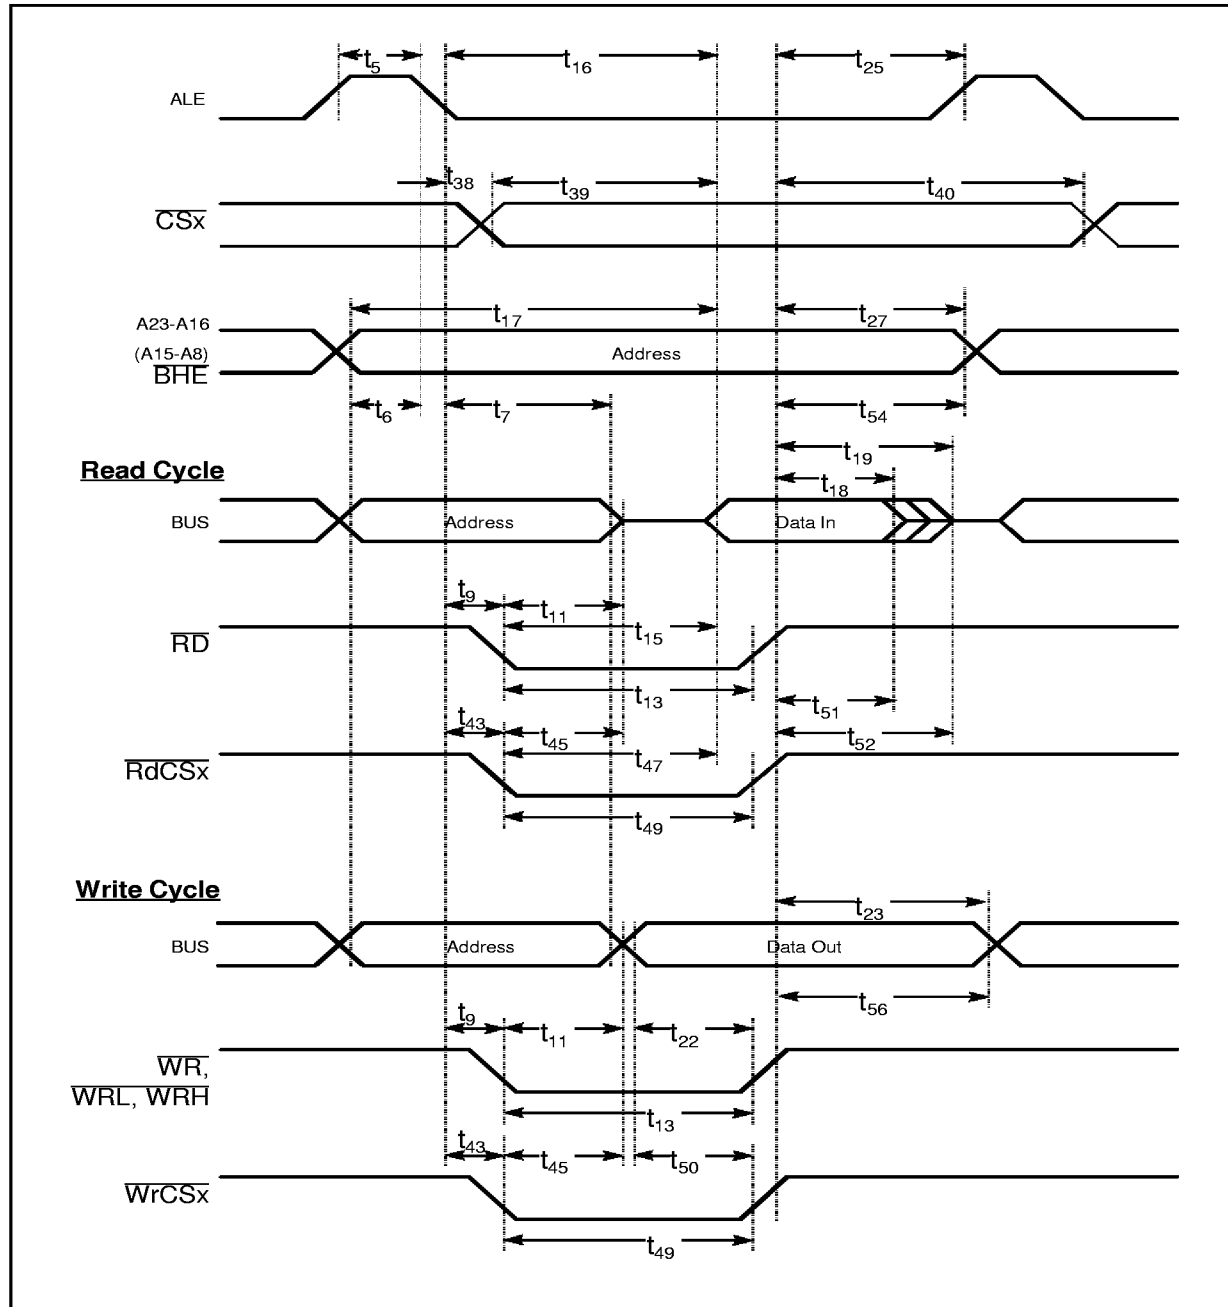 t5 t16 t25
ALE
t38 t39 t40
CSx
t17 t27
A23-A16
(A15-A8) Address
BHE
t6 t7 t54
t19
Read Cycle
t18
BUS Address Data In
t9 t11
t15
RD
t13
t51
t43 t45 t52
t47
RdCSx
t49
Write Cycle
t23
BUS Address Data Out
t56
t9 t11 t22
WR,
WRL, WRH
t13
t43 t45 t50
WrCSx
t49